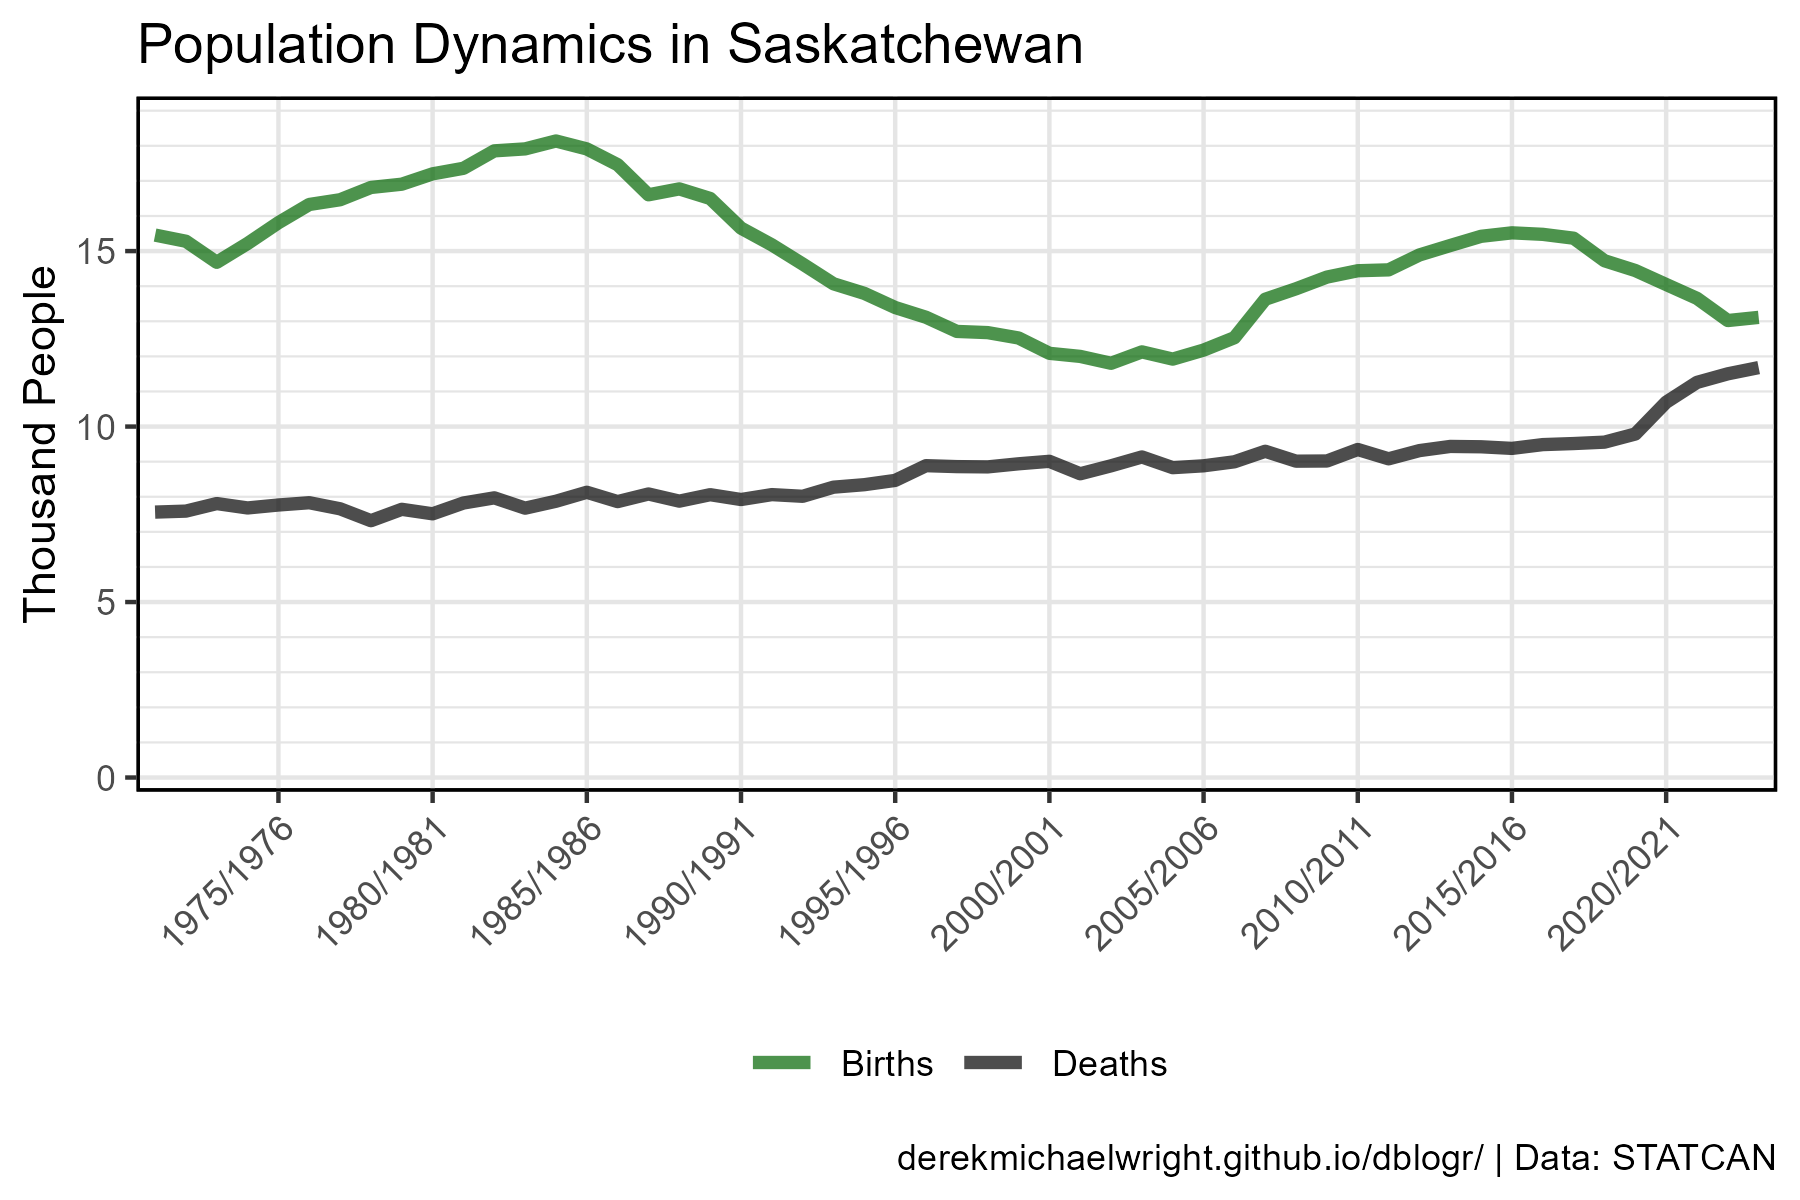 Population Dynamics in Saskatchewan
Thousand People
15
10
5
0
1975/1976
1980/1981
1985/1986
1990/1991
1995/1996
2000/2001
2005/2006
2010/2011
2015/2016
2020/2021
Births
Deaths
derekmichaelwright.github.io/dblogr/ | Data: STATCAN